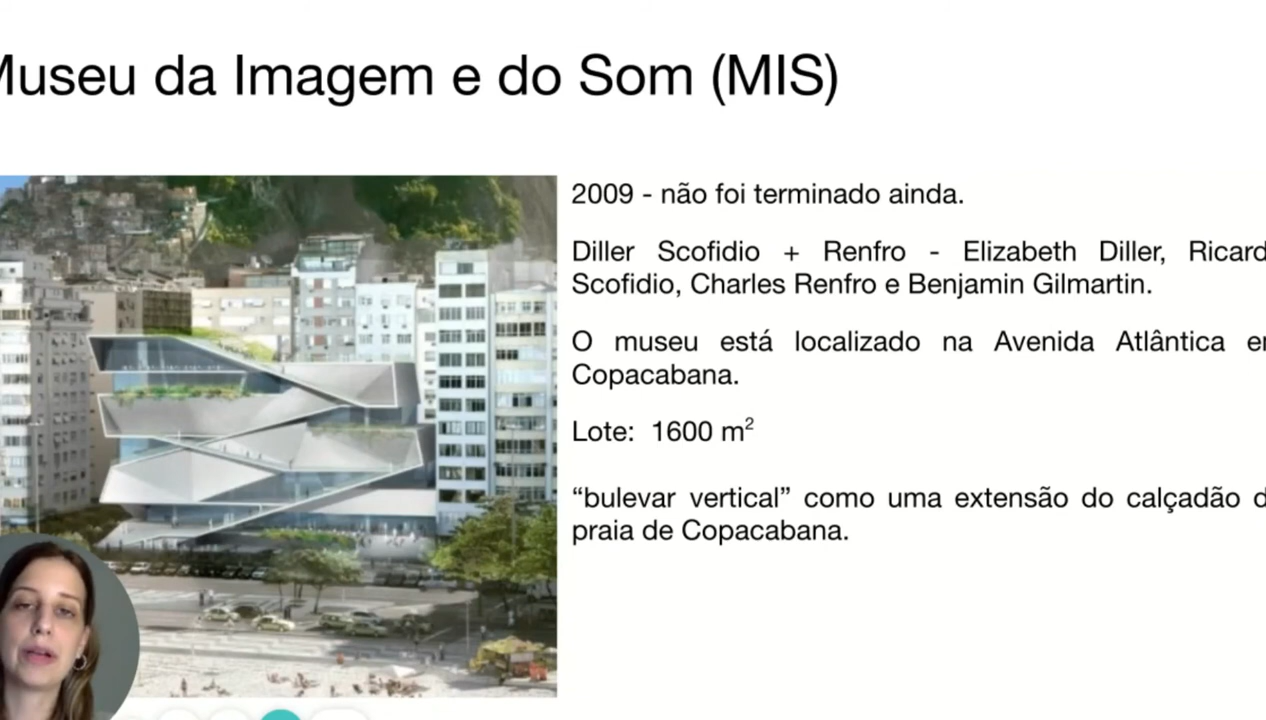 Museu da Imagem e do Som (MIS)
2009 - não foi terminado ainda.
Diller Scofidio + Renfro - Elizabeth Diller,
Scofidio, Charles Renfro e Benjamin Gilmartin.
O museu está localizado na Avenida Atlântica
Copacabana.
Lote: 1600 m²
“bulevar vertical” como uma extensão do calçadão
praia de Copacabana.